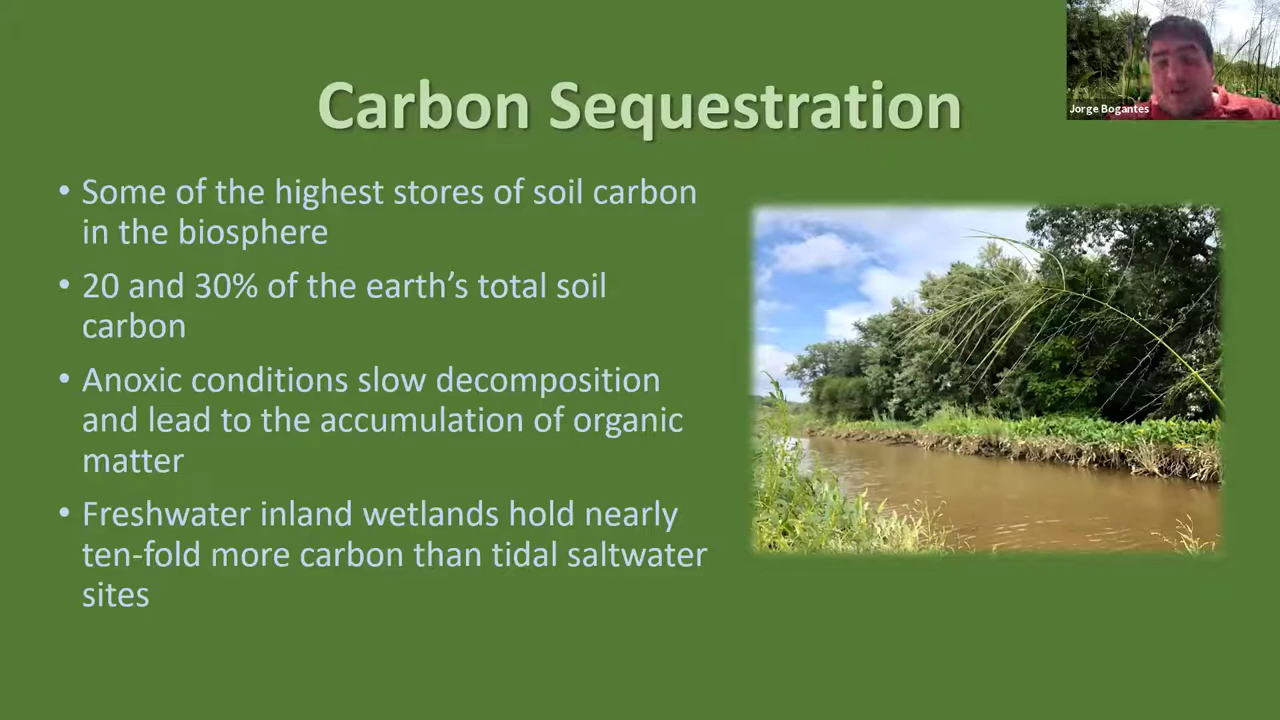 Jorge Bogantes
Carbon Sequestration
• Some of the highest stores of soil carbon
in the biosphere
• 20 and 30% of the earth’s total soil
carbon
• Anoxic conditions slow decomposition
and lead to the accumulation of organic
matter
• Freshwater inland wetlands hold nearly
ten-fold more carbon than tidal saltwater
sites